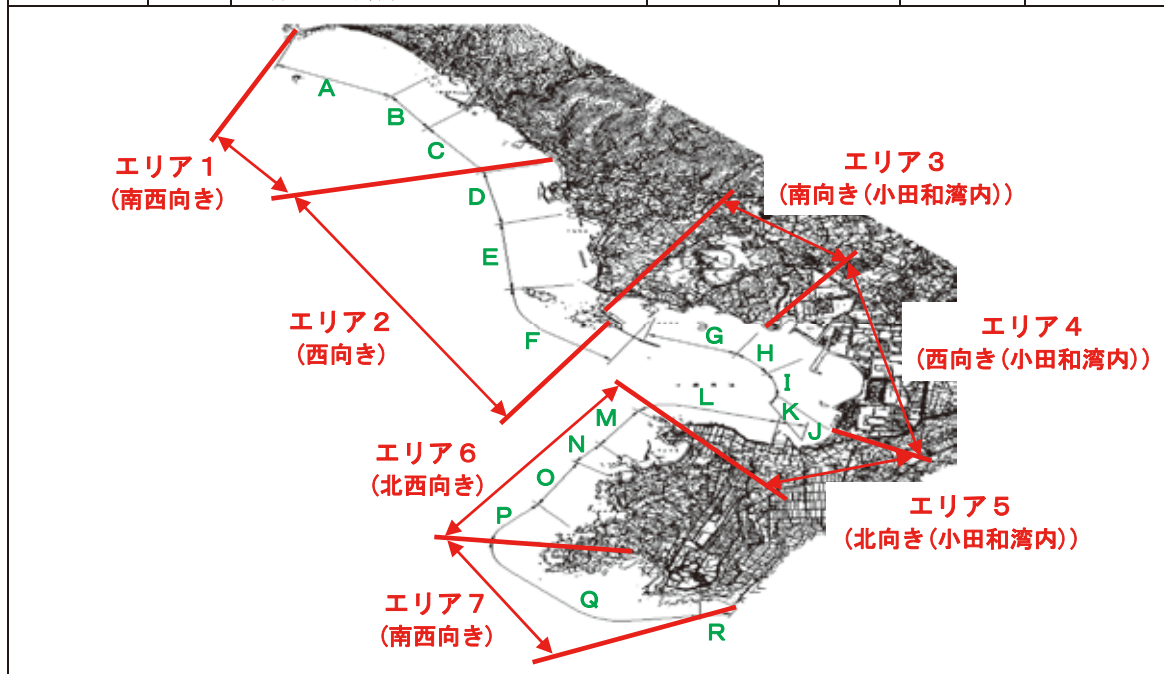 A
B
エリア１
(南西向き)
C
エリア３
(南向き(小田和湾内))
D
E
エリア２
(西向き)
F
G
H
エリア４
(西向き(小田和湾内))
I
L
K
J
M
N
エリア６
(北西向き)
O
P
エリア５
(北向き(小田和湾内))
エリア７
(南西向き)
Q
R